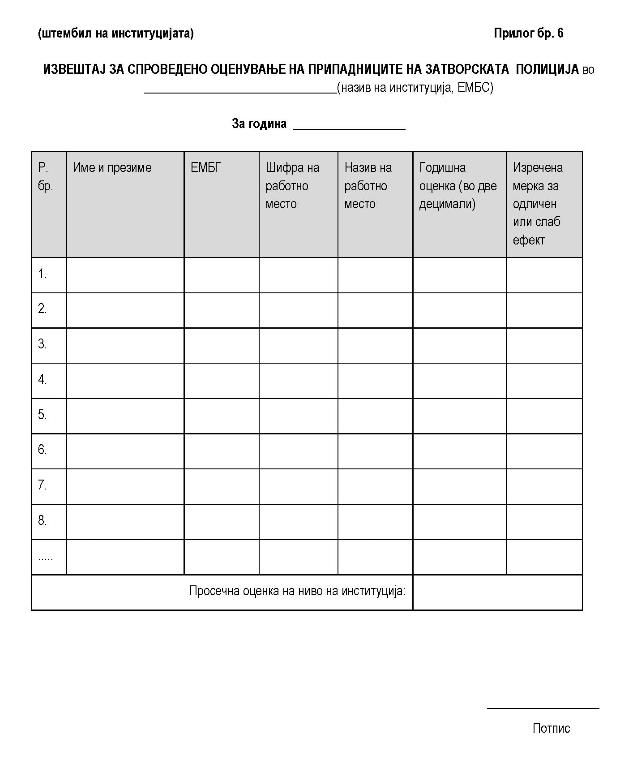 (штембил на институцијата) Прилог бр. 6
ИЗВЕШТАЈ ЗА СПРОВЕДЕНО ОЦЕНУВАЊЕ НА ПРИПАДНИЦИТЕ НА ЗАТВОРСКАТА ПОЛИЦИЈА во
______________________________(назив на институција, ЕМБС)
За година _________________
Р. бр. Име и презиме ЕМБГ Шифра на работно место Назив на работно место Годишна оценка (во две децимали) Изречена мерка за одличен или слаб ефект
1.
2.
3.
4.
5.
6.
7.
8.
.....
Просечна оценка на ниво на институција:
_________________
Потпис